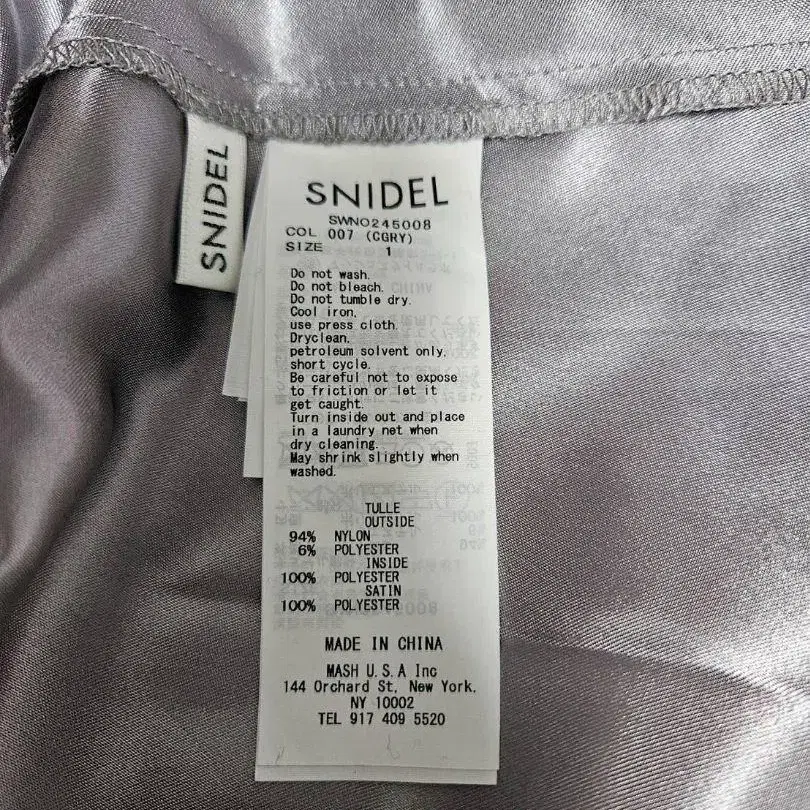 SNIDEL
SNIDEL
SWNO245008
COL 007 (CGRY)
SIZE 1
Do not wash.
Do not bleach.
Do not tumble dry.
Cool iron,
use press cloth.
Dryclean,
petroleum solvent only,
short cycle.
Be careful not to expose
to friction or let it
get caught.
Turn inside out and place
in a laundry net when
dry cleaning.
May shrink slightly when
washed.
TULLE
OUTSIDE
94% NYLON
6% POLYESTER
INSIDE
100% POLYESTER
SATIN
100% POLYESTER
MADE IN CHINA
MASH U.S.A Inc
144 Orchard St, New York,
NY 10002
TEL 917 409 5520